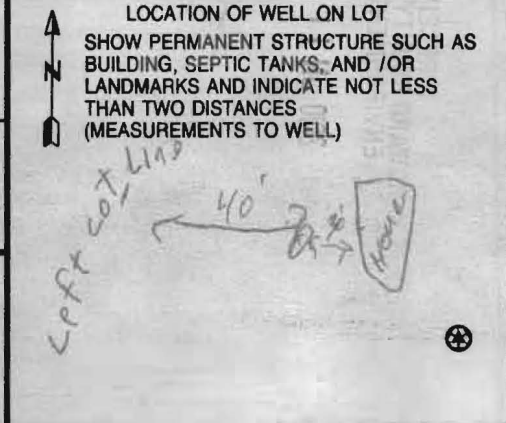 LOCATION OF WELL ON LOT
SHOW PERMANENT STRUCTURE SUCH AS
BUILDING, SEPTIC TANKS, AND /OR
LANDMARKS AND INDICATE NOT LESS
THAN TWO DISTANCES
(MEASUREMENTS TO WELL)
N
Left Lot Line
40'
House